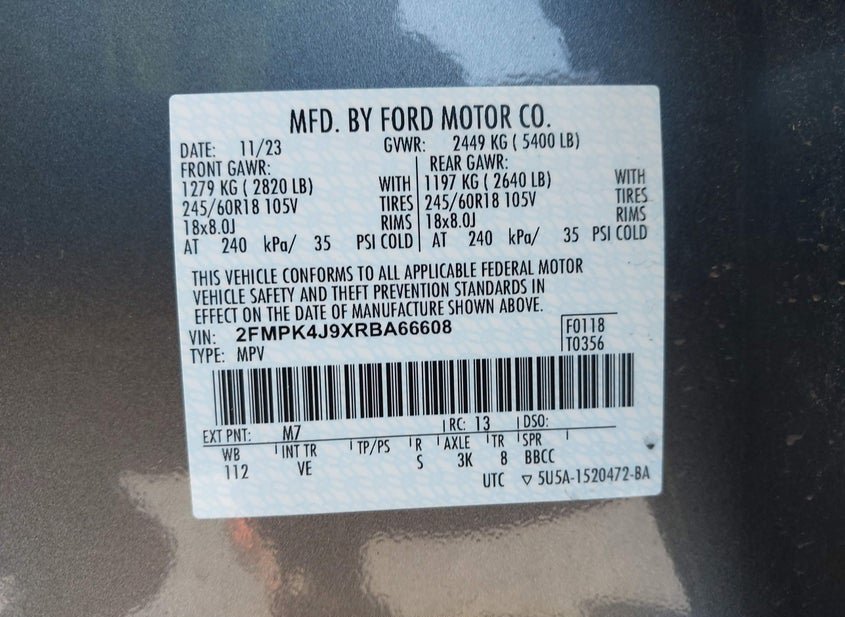 MFD. BY FORD MOTOR CO.
DATE: 11/23 GVWR: 2449 KG ( 5400 LB)
FRONT GAWR: REAR GAWR:
1279 KG ( 2820 LB) WITH 1197 KG ( 2640 LB) WITH
245/60R18 105V TIRES 245/60R18 105V TIRES
18x8.0J RIMS 18x8.0J RIMS
AT 240 kPa/ 35 PSI COLD AT 240 kPa/ 35 PSI COLD
THIS VEHICLE CONFORMS TO ALL APPLICABLE FEDERAL MOTOR
VEHICLE SAFETY AND THEFT PREVENTION STANDARDS IN
EFFECT ON THE DATE OF MANUFACTURE SHOWN ABOVE.
VIN: 2FMPK4J9XRBA66608 F0118
TYPE: MPV T0356
EXT PNT: M7 RC: 13 DSO:
WB INT TR TP/PS R AXLE TR SPR
112 VE S 3K 8 BBCC
UTC ▽ 5U5A-1520472-BA